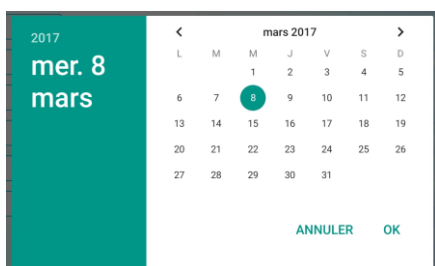 2017
mer. 8
mars
mars 2017
L M M J V S D
1 2 3 4 5
6 7 8 9 10 11 12
13 14 15 16 17 18 19
20 21 22 23 24 25 26
27 28 29 30 31
ANNULER OK